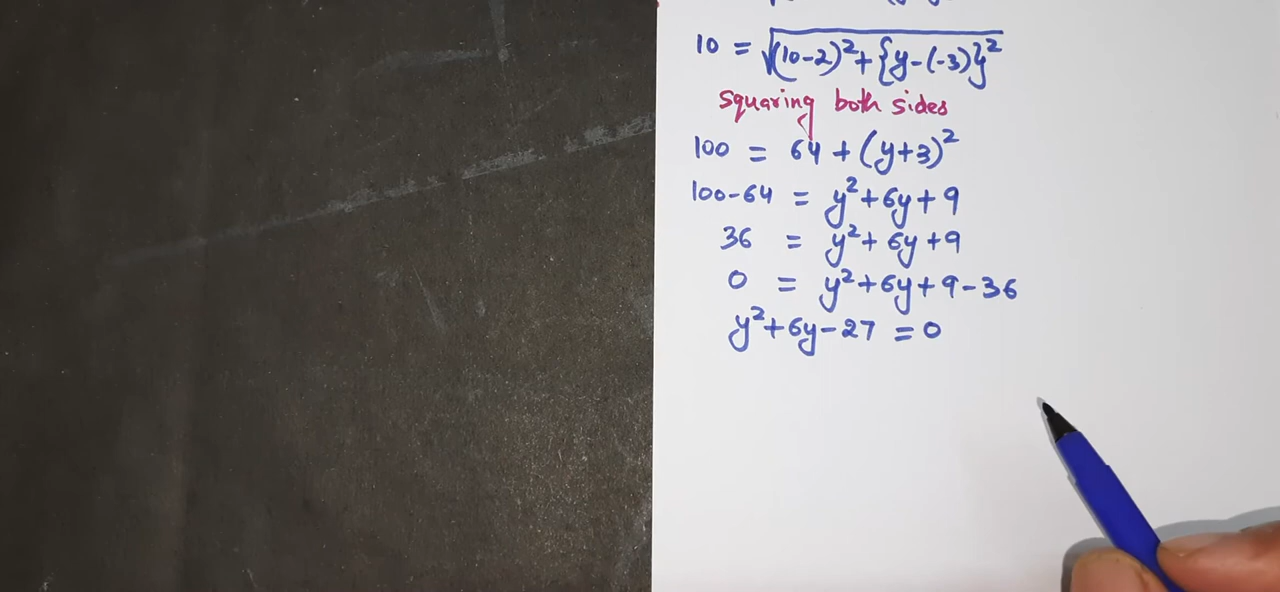 10 = √(10-2)² + {y-(-3)}²
Squaring both sides
100 = 64 + (y+3)²
100-64 = y²+6y+9
36 = y²+6y+9
0 = y²+6y+9-36
y²+6y-27 = 0